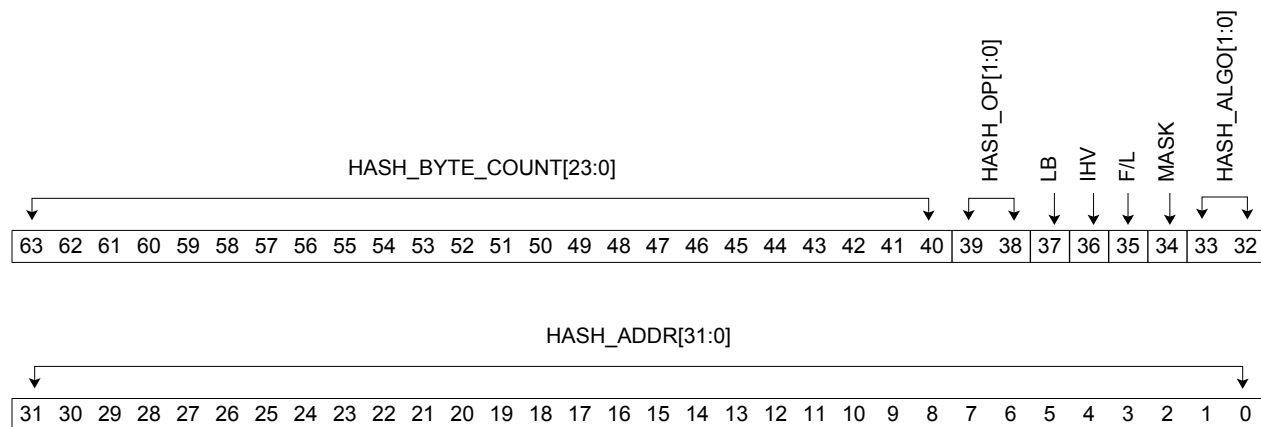 HASH_BYTE_COUNT[23:0]
HASH_OP[1:0]
LB
IHV
F/L
MASK
HASH_ALGO[1:0]
63 62 61 60 59 58 57 56 55 54 53 52 51 50 49 48 47 46 45 44 43 42 41 40 39 38 37 36 35 34 33 32
HASH_ADDR[31:0]
31 30 29 28 27 26 25 24 23 22 21 20 19 18 17 16 15 14 13 12 11 10 9 8 7 6 5 4 3 2 1 0